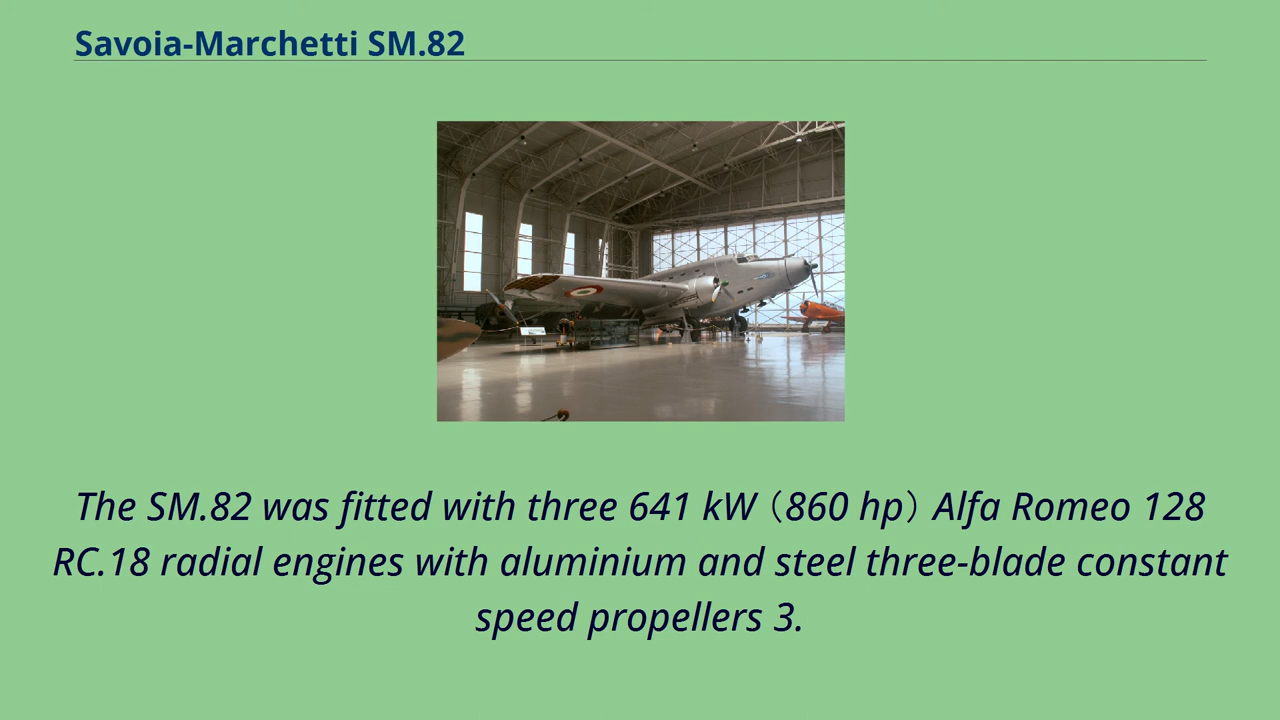 Savoia-Marchetti SM.82
The SM.82 was fitted with three 641 kW（860 hp）Alfa Romeo 128
RC.18 radial engines with aluminium and steel three-blade constant
speed propellers 3.